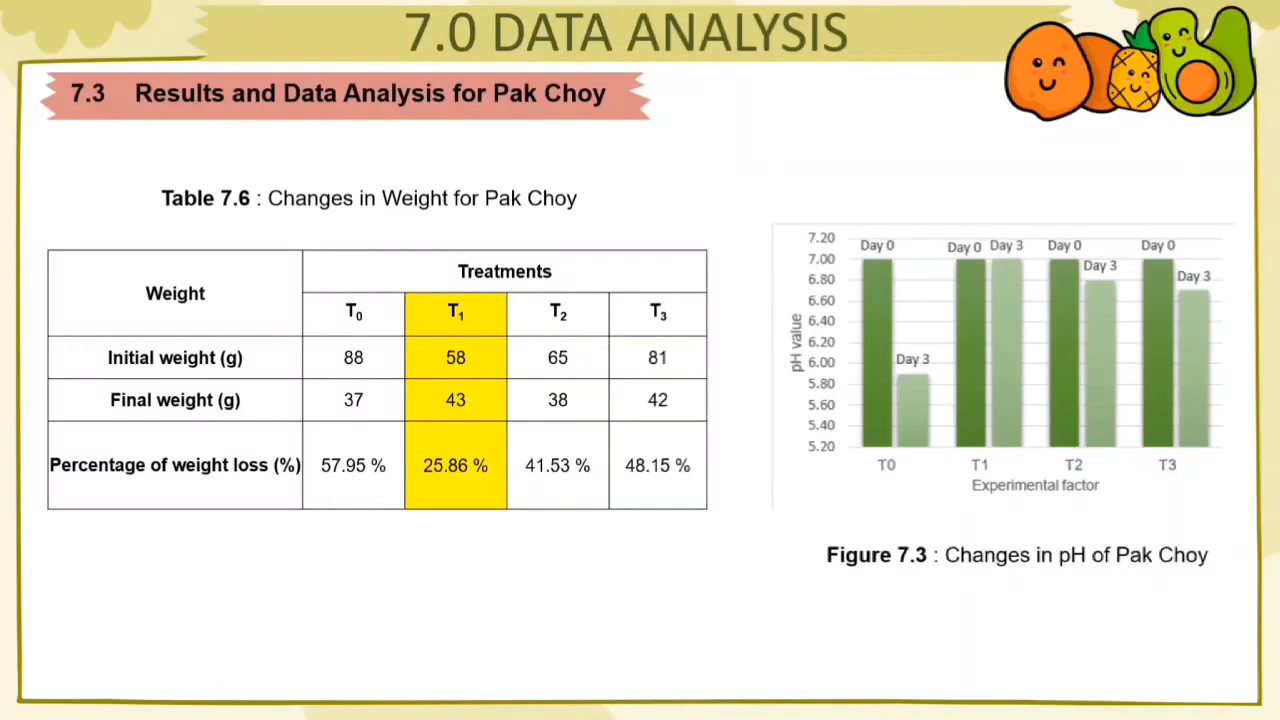 7.0 DATA ANALYSIS
7.3 Results and Data Analysis for Pak Choy
Table 7.6 : Changes in Weight for Pak Choy
Weight
Treatments
T0 T1 T2 T3
Initial weight (g) 88 58 65 81
Final weight (g) 37 43 38 42
Percentage of weight loss (%) 57.95 % 25.86 % 41.53 % 48.15 %
7.20
7.00
6.80
6.60
6.40
6.20
6.00
5.80
5.60
5.40
5.20
pH value
Day 0 Day 3
Day 0 Day 3
Day 0 Day 3
Day 0 Day 3
T0 T1 T2 T3
Experimental factor
Figure 7.3 : Changes in pH of Pak Choy